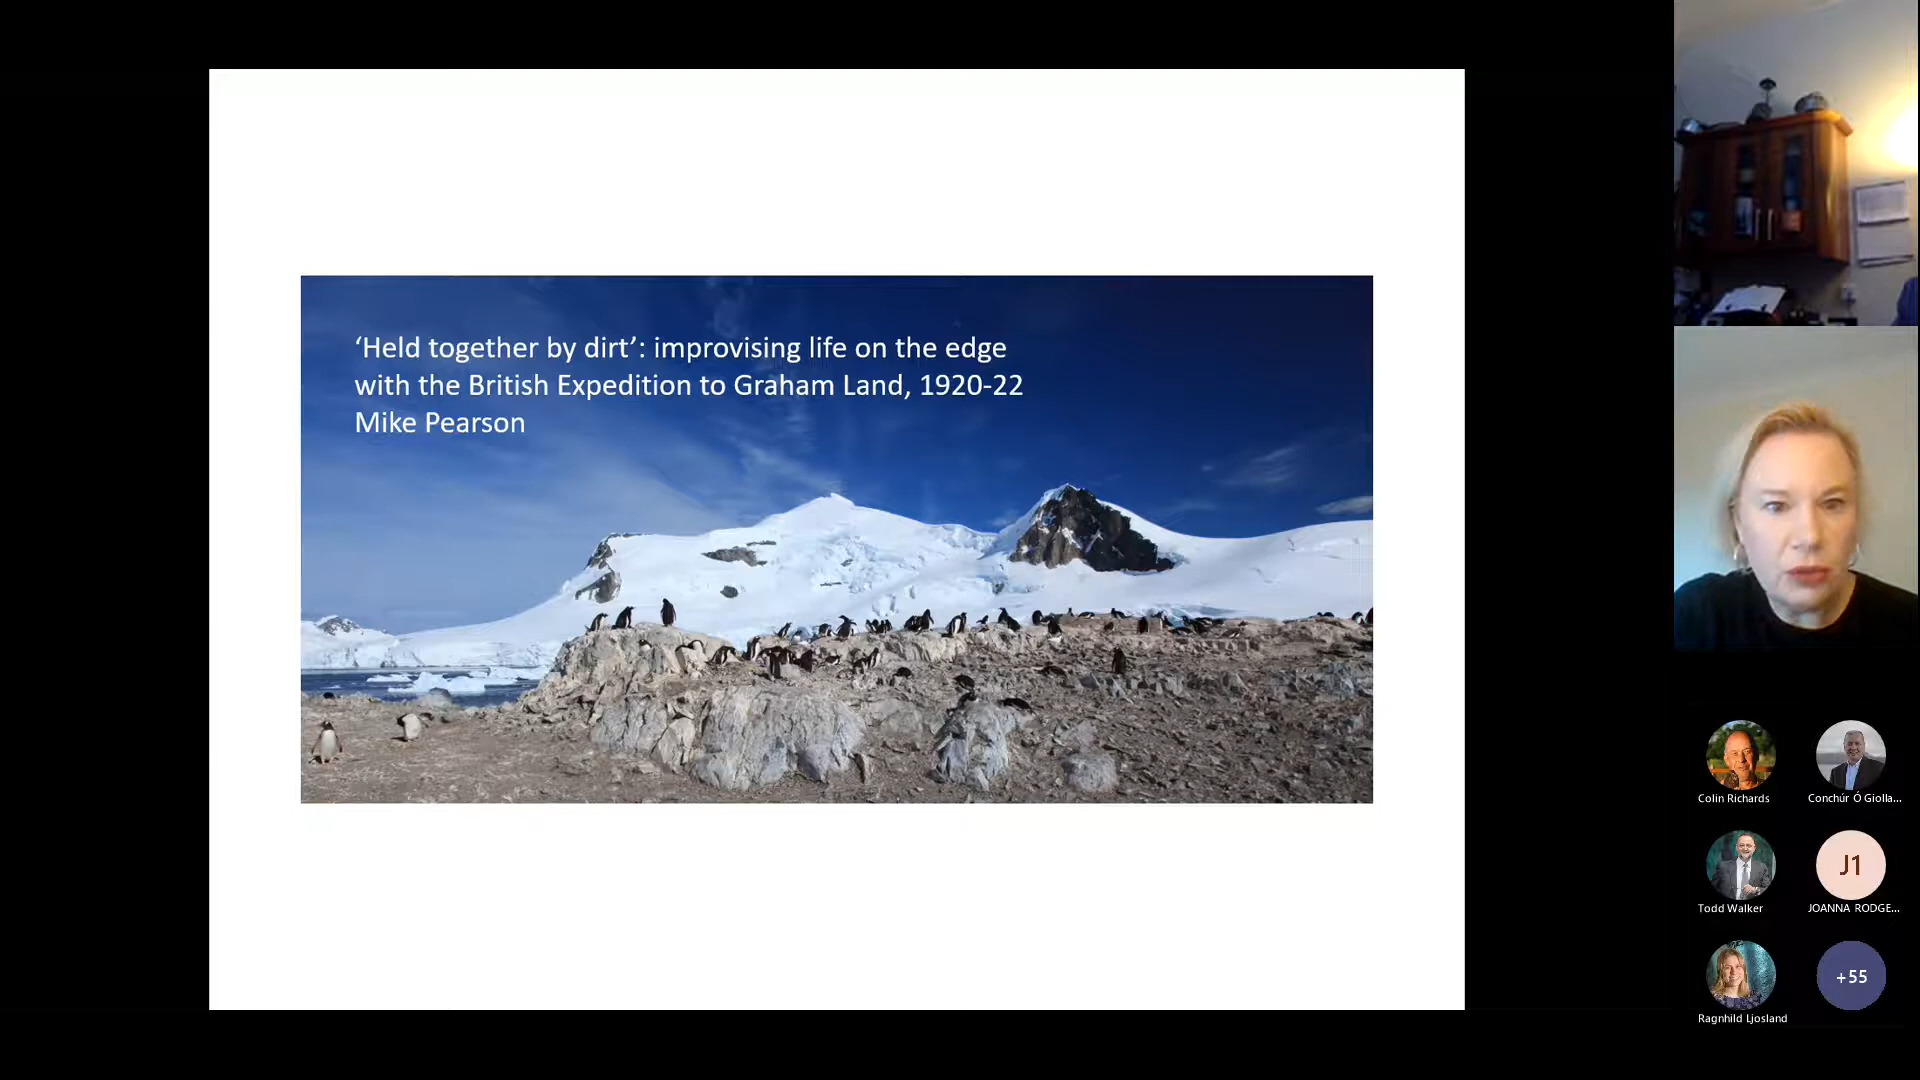 ‘Held together by dirt’: improvising life on the edge
with the British Expedition to Graham Land, 1920-22
Mike Pearson
Colin Richards
Conchúr Ó Giolla...
Todd Walker
J1
JOANNA RODGE...
Ragnhild Ljosland
+55